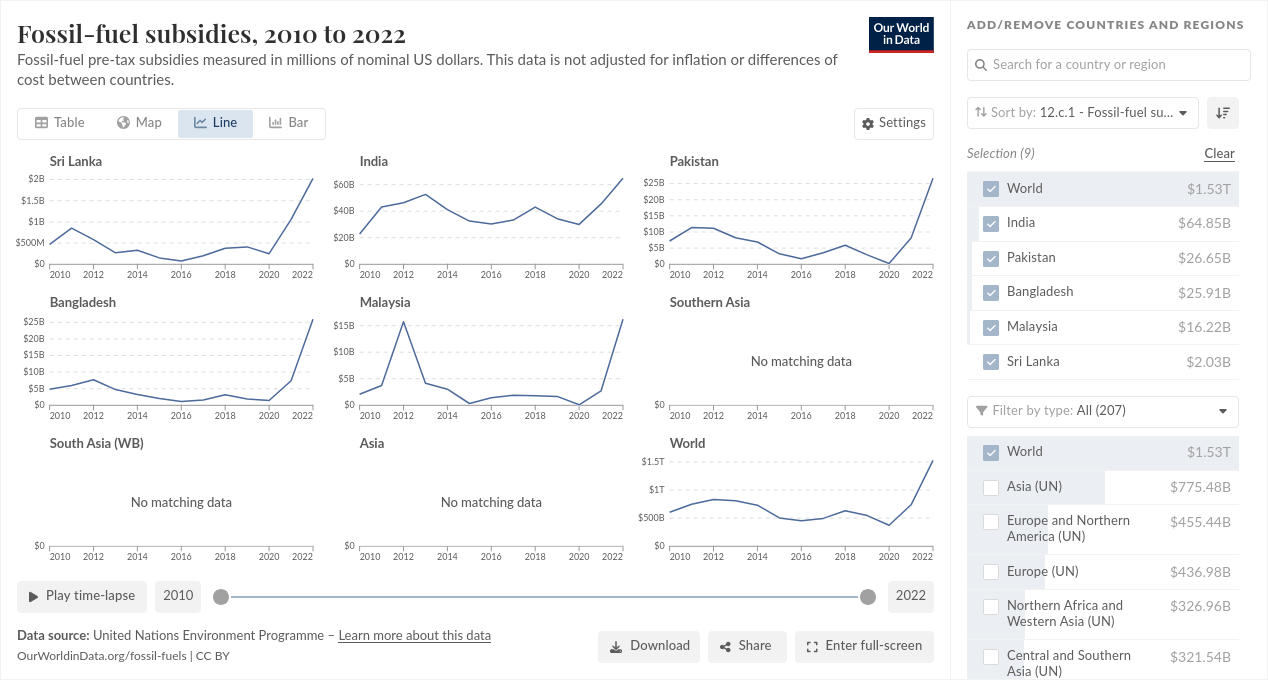 Fossil-fuel subsidies, 2010 to 2022
Fossil-fuel pre-tax subsidies measured in millions of nominal US dollars. This data is not adjusted for inflation or differences of
cost between countries.
Our World
in Data
Table
Map
Line
Bar
Settings
Sri Lanka
$2B
$1.5B
$1B
$500M
$0
2010 2012 2014 2016 2018 2020 2022
India
$60B
$40B
$20B
$0
2010 2012 2014 2016 2018 2020 2022
Pakistan
$25B
$20B
$15B
$10B
$5B
$0
2010 2012 2014 2016 2018 2020 2022
Bangladesh
$25B
$20B
$15B
$10B
$5B
$0
2010 2012 2014 2016 2018 2020 2022
Malaysia
$15B
$10B
$5B
$0
2010 2012 2014 2016 2018 2020 2022
Southern Asia
No matching data
$0
2010 2012 2014 2016 2018 2020 2022
South Asia (WB)
No matching data
$0
2010 2012 2014 2016 2018 2020 2022
Asia
No matching data
$0
2010 2012 2014 2016 2018 2020 2022
World
$1.5T
$1T
$500B
$0
2010 2012 2014 2016 2018 2020 2022
Play time-lapse
2010
2022
Data source: United Nations Environment Programme – Learn more about this data
OurWorldinData.org/fossil-fuels | CC BY
Download
Share
Enter full-screen
ADD/REMOVE COUNTRIES AND REGIONS
Search for a country or region
Sort by: 12.c.1 - Fossil-fuel su...
Selection (9)
Clear
World $1.53T
India $64.85B
Pakistan $26.65B
Bangladesh $25.91B
Malaysia $16.22B
Sri Lanka $2.03B
Filter by type: All (207)
World $1.53T
Asia (UN) $775.48B
Europe and Northern
America (UN) $455.44B
Europe (UN) $436.98B
Northern Africa and
Western Asia (UN) $326.96B
Central and Southern
Asia (UN) $321.54B